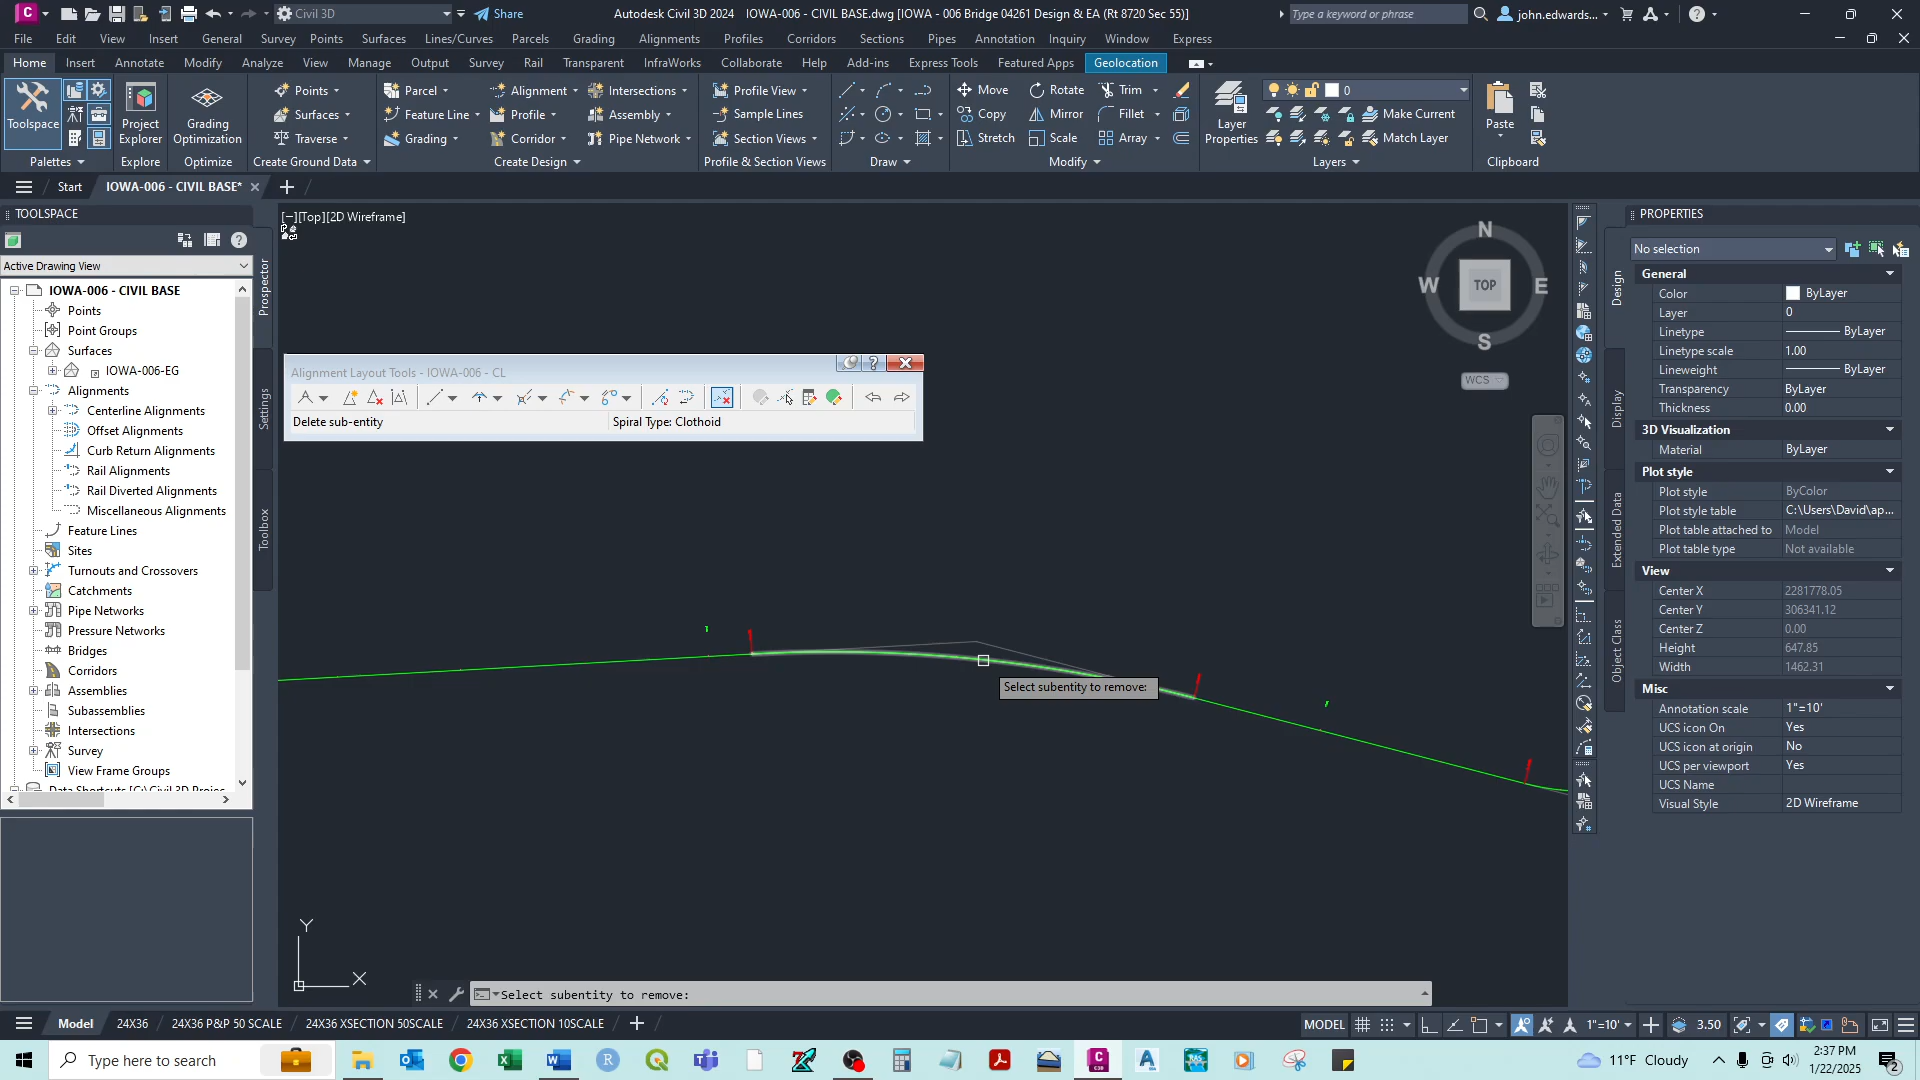 Civil 3D
Share
Autodesk Civil 3D 2024 IOWA-006 - CIVIL BASE.dwg [IOWA - 006 Bridge 04261 Design & EA (Rt 8720 Sec 55)]
Type a keyword or phrase
john.edwards...
File Edit View Insert General Survey Points Surfaces Lines/Curves Parcels Grading Alignments Profiles Corridors Sections Pipes Annotation Inquiry Window Express
Home Insert Annotate Modify Analyze View Manage Output Survey Rail Transparent InfraWorks Collaborate Help Add-ins Express Tools Featured Apps Geolocation
Toolspace
Palettes
Project
Explorer
Explore
Grading
Optimization
Optimize
Points
Surfaces
Traverse
Create Ground Data
Parcel
Feature Line
Grading
Alignment
Profile
Corridor
Intersections
Assembly
Pipe Network
Create Design
Profile View
Sample Lines
Section Views
Profile & Section Views
Draw
Move
Copy
Stretch
Rotate
Mirror
Scale
Trim
Fillet
Array
Modify
Layer
Properties
0
Make Current
Match Layer
Layers
Paste
Clipboard
Start
IOWA-006 - CIVIL BASE*
TOOLSPACE
Active Drawing View
IOWA-006 - CIVIL BASE
Points
Point Groups
Surfaces
IOWA-006-EG
Alignments
Centerline Alignments
Offset Alignments
Curb Return Alignments
Rail Alignments
Rail Diverted Alignments
Miscellaneous Alignments
Feature Lines
Sites
Turnouts and Crossovers
Catchments
Pipe Networks
Pressure Networks
Bridges
Corridors
Assemblies
Subassemblies
Intersections
Survey
View Frame Groups
Data Shortcuts [C:\Civil 3D Projec
Prospector
Settings
Toolbox
[−][Top][2D Wireframe]
Alignment Layout Tools - IOWA-006 - CL
Delete sub-entity
Spiral Type: Clothoid
Select subentity to remove:
N
W
TOP
E
S
WCS
Y
X
Select subentity to remove:
PROPERTIES
No selection
Design
Display
Extended Data
Object Class
General
Color ByLayer
Layer 0
Linetype ByLayer
Linetype scale 1.00
Lineweight ByLayer
Transparency ByLayer
Thickness 0.00
3D Visualization
Material ByLayer
Plot style
Plot style ByColor
Plot style table C:\Users\David\ap...
Plot table attached to Model
Plot table type Not available
View
Center X 2281778.05
Center Y 306341.12
Center Z 0.00
Height 647.85
Width 1462.31
Misc
Annotation scale 1"=10'
UCS icon On Yes
UCS icon at origin No
UCS per viewport Yes
UCS Name
Visual Style 2D Wireframe
Model 24X36 24X36 P&P 50 SCALE 24X36 XSECTION 50SCALE 24X36 XSECTION 10SCALE
MODEL
1"=10'
3.50
Type here to search
11°F Cloudy
2:37 PM
1/22/2025
2